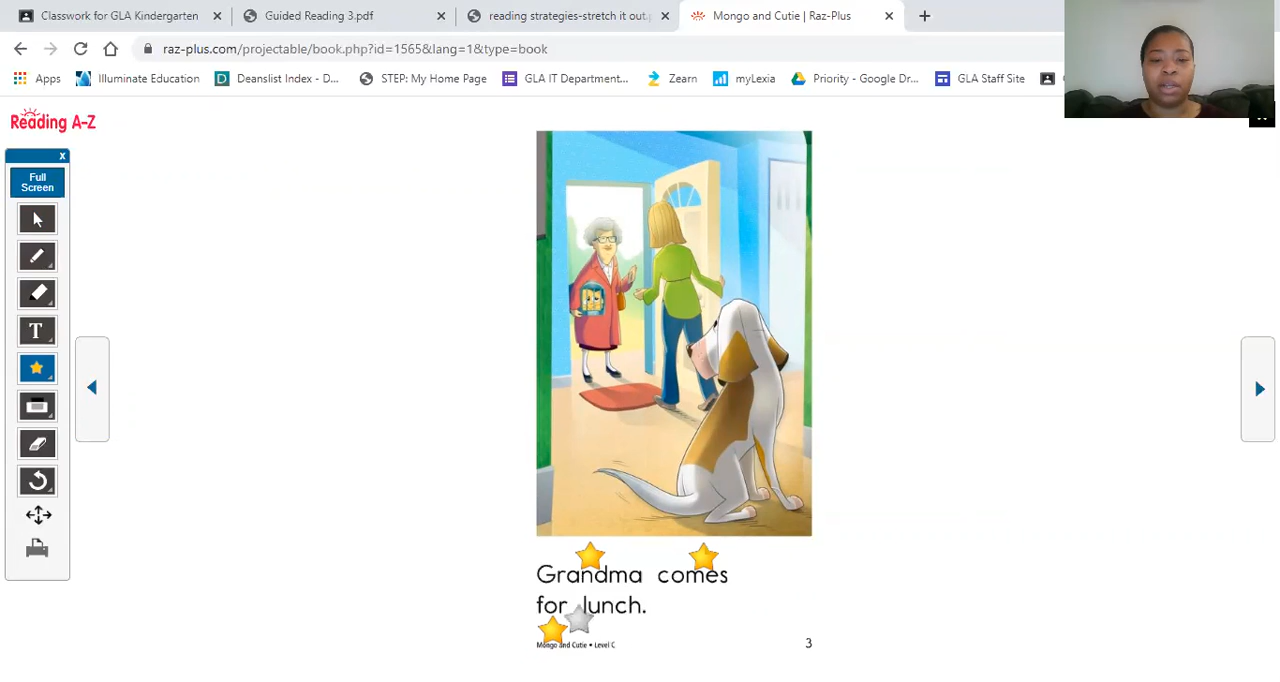 Classwork for GLA Kindergarten
Guided Reading 3.pdf
reading strategies-stretch it out.
Mongo and Cutie | Raz-Plus
raz-plus.com/projectable/book.php?id=1565&lang=1&type=book
Apps
Illuminate Education
Deanslist Index - D...
STEP: My Home Page
GLA IT Department...
Zearn
myLexia
Priority - Google Dr...
GLA Staff Site
Reading A-Z
x
Full
Screen
T
Grandma comes
for lunch.
Mongo and Cutie • Level C
3